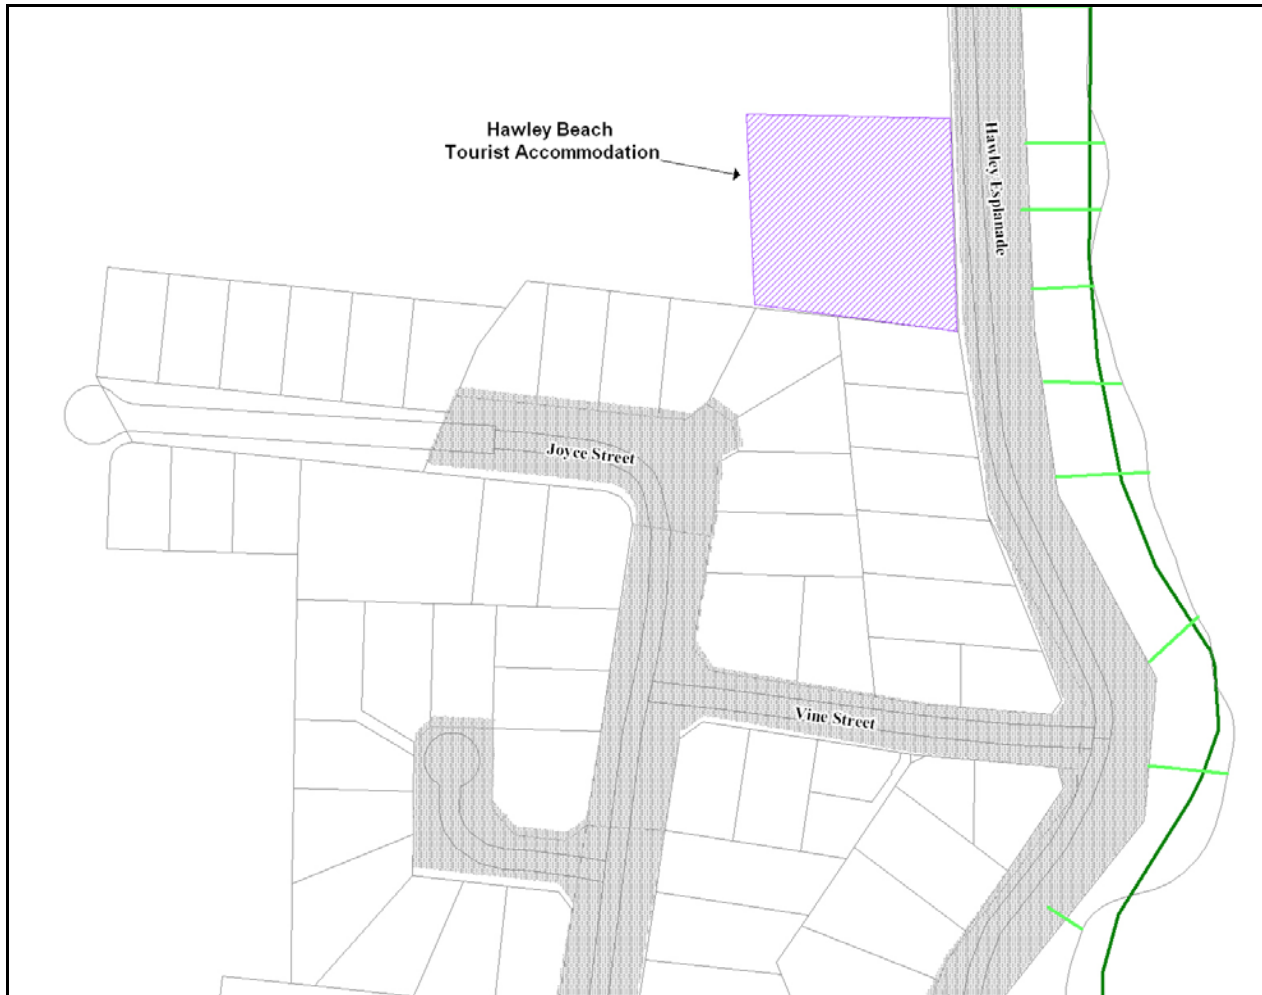 Hawley Beach
Tourist Accommodation
Hawley Esplanade
Joyce Street
Vine Street